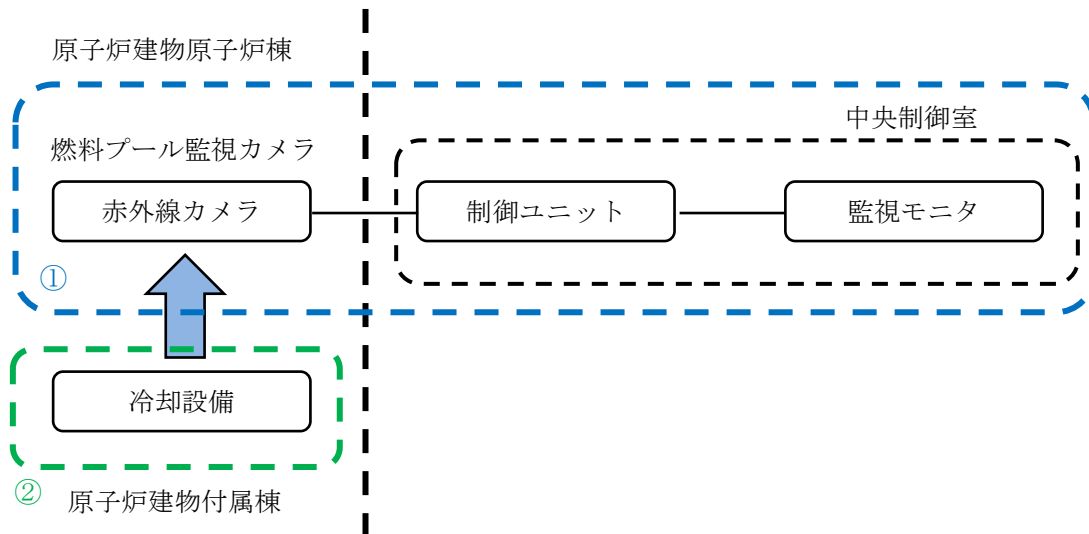 原子炉建物原子炉棟
中央制御室
燃料プール監視カメラ
赤外線カメラ
制御ユニット
監視モニタ
①
冷却設備
②
原子炉建物付属棟